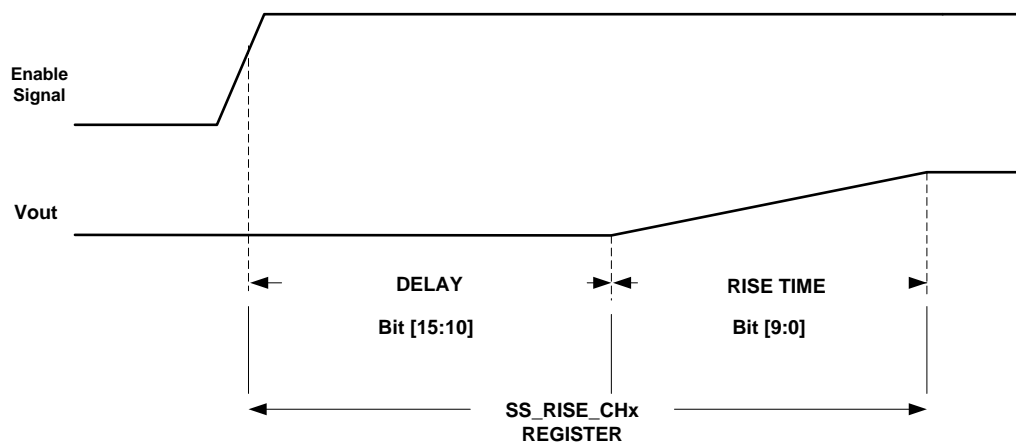 Enable
Signal
Vout
DELAY
RISE TIME
Bit [15:10]
Bit [9:0]
SS_RISE_CHx
REGISTER